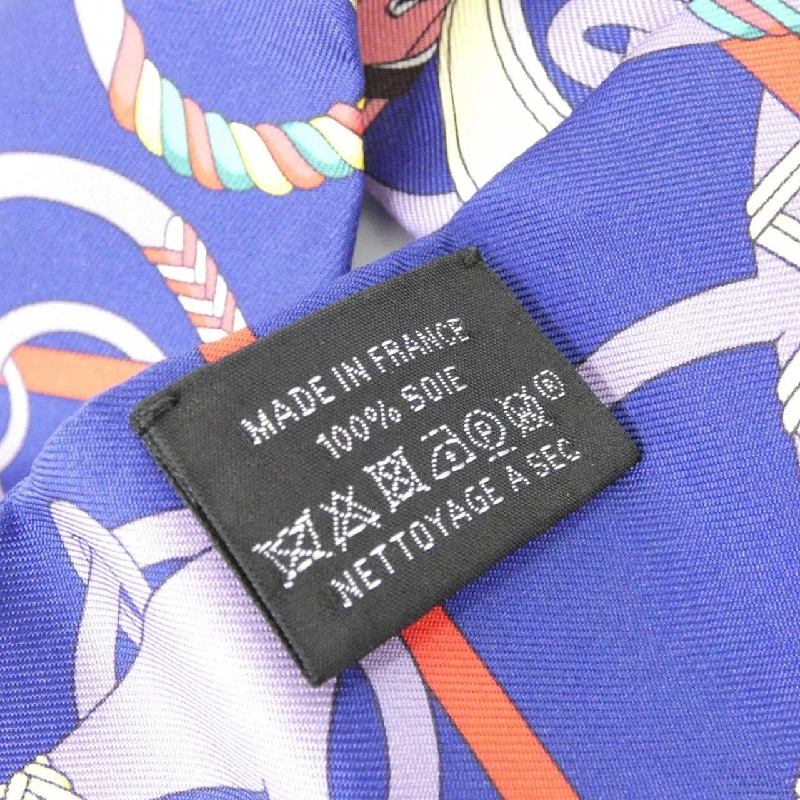 MADE IN FRANCE
100% SOIE
P ®
NETTOYAGE A SEC